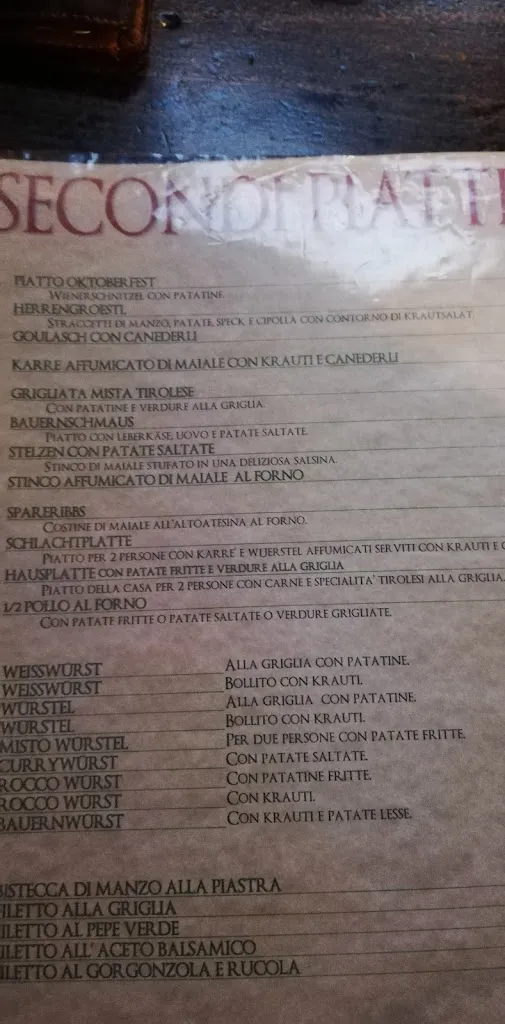 SECONDI PIATTI
PIATTO OKTOBERFEST
WIENERSCHNITZEL CON PATATINE.
HERRENGROESTL
STRACCETTI DI MANZO, PATATE, SPECK E CIPOLLA CON CONTORNO DI KRAUTSALAT.
GOULASCH CON CANEDERLI
KARRE AFFUMICATO DI MAIALE CON KRAUTI E CANEDERLI
GRIGLIATA MISTA TIROLESE
CON PATATINE E VERDURE ALLA GRIGLIA.
BAUERNSCHMAUS
PIATTO CON LEBERKÄSE, UOVO E PATATE SALTATE.
STELZEN CON PATATE SALTATE
STINCO DI MAIALE STUFATO IN UNA DELIZIOSA SALSINA.
STINCO AFFUMICATO DI MAIALE AL FORNO
SPARERIBBS
COSTINE DI MAIALE ALL'ALTOATESINA AL FORNO.
SCHLACHTPLATTE
PIATTO PER 2 PERSONE CON KARRE' E WUERSTEL AFFUMICATI SERVITI CON KRAUTI E
HAUSPLATTE CON PATATE FRITTE E VERDURE ALLA GRIGLIA
PIATTO DELLA CASA PER 2 PERSONE CON CARNE E SPECIALITA' TIROLESI ALLA GRIGLIA.
1/2 POLLO AL FORNO
CON PATATE FRITTE O PATATE SALTATE O VERDURE GRIGLIATE.
WEISSWÜRST ALLA GRIGLIA CON PATATINE.
WEISSWÜRST BOLLITO CON KRAUTI.
WÜRSTEL ALLA GRIGLIA CON PATATINE.
WÜRSTEL BOLLITO CON KRAUTI.
MISTO WÜRSTEL PER DUE PERSONE CON PATATE FRITTE.
CURRYWÜRST CON PATATE SALTATE.
ROCCO WÜRST CON PATATINE FRITTE.
ROCCO WÜRST CON KRAUTI.
BAUERNWÜRST CON KRAUTI E PATATE LESSE.
BISTECCA DI MANZO ALLA PIASTRA
FILETTO ALLA GRIGLIA
FILETTO AL PEPE VERDE
FILETTO ALL' ACETO BALSAMICO
FILETTO AL GORGONZOLA E RUCOLA